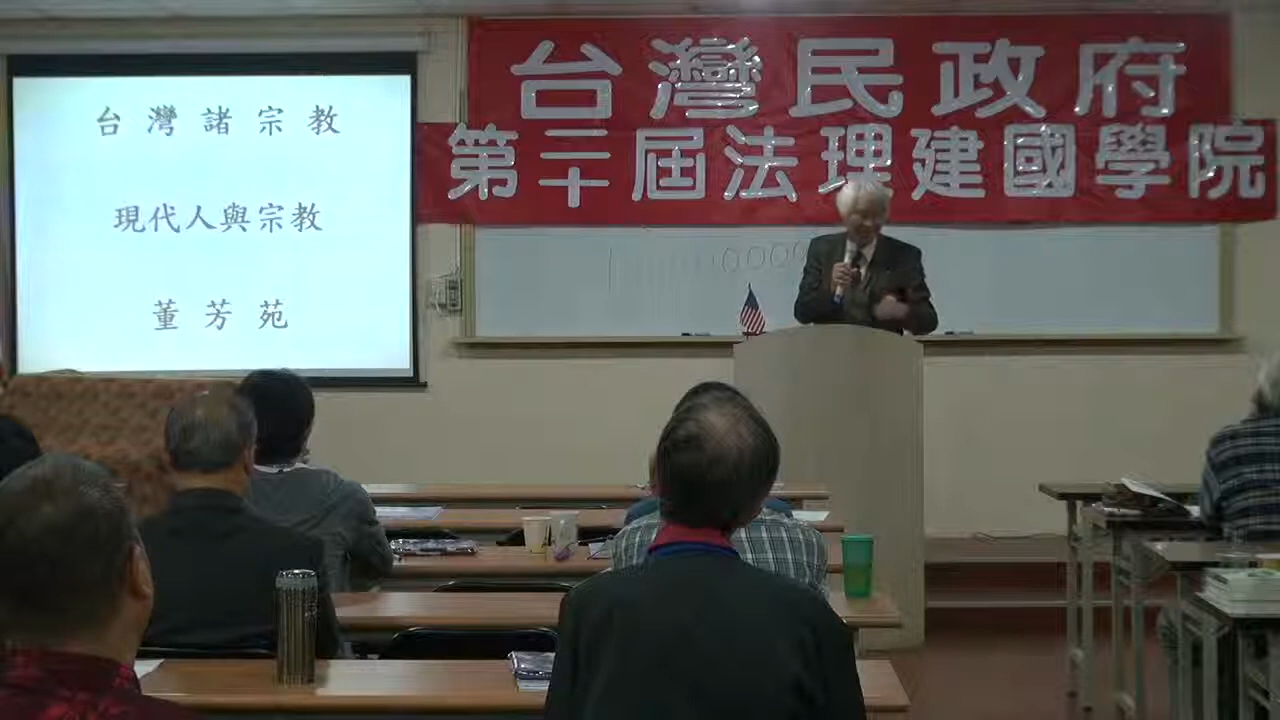 台灣諸宗教
現代人與宗教
董芳苑
台灣民政府
第二十屆法理建國學院